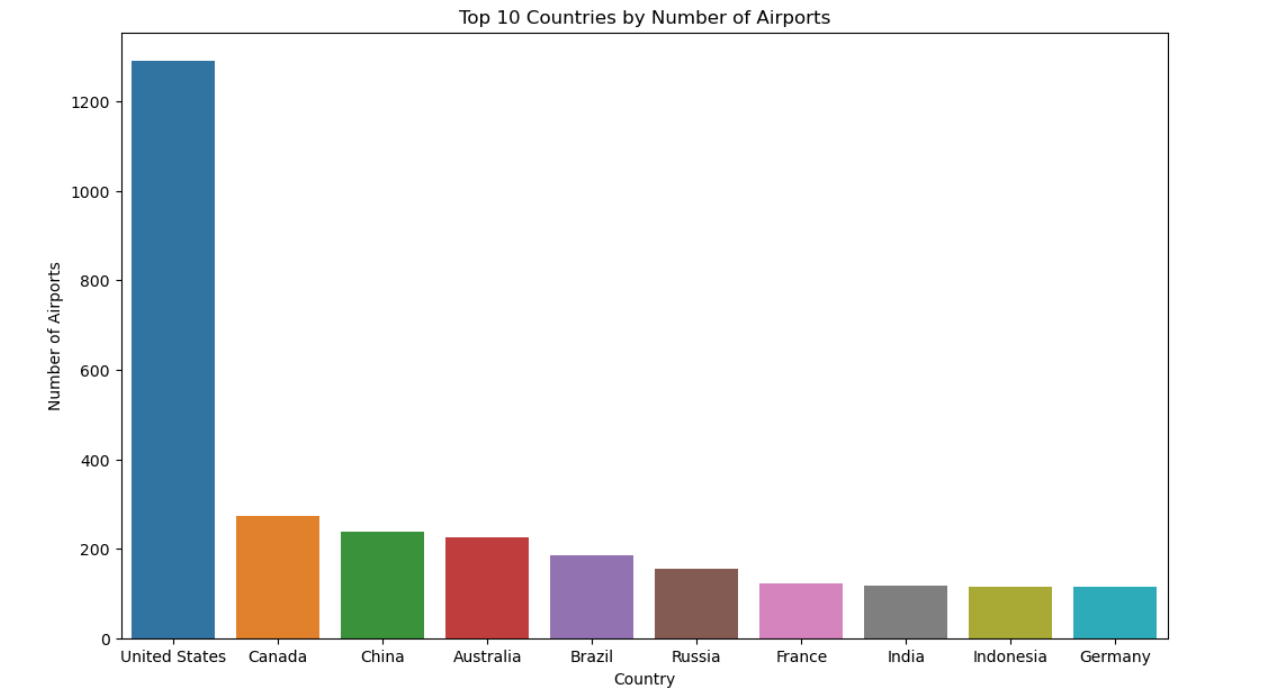 Top 10 Countries by Number of Airports
1200
1000
800
600
400
200
0
Number of Airports
United States Canada China Australia Brazil Russia France India Indonesia Germany
Country